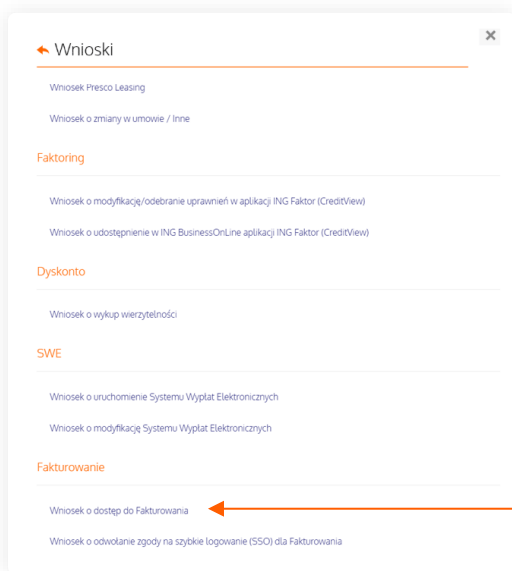 Wnioski
Wniosek Presco Leasing
Wniosek o zmiany w umowie / Inne
Faktoring
Wniosek o modyfikację/odebranie uprawnień w aplikacji ING Faktor (CreditView)
Wniosek o udostępnienie w ING BusinessOnLine aplikacji ING Faktor (CreditView)
Dyskonto
Wniosek o wykup wierzytelności
SWE
Wniosek o uruchomienie Systemu Wypłat Elektronicznych
Wniosek o modyfikację Systemu Wypłat Elektronicznych
Fakturowanie
Wniosek o dostęp do Fakturowania
Wniosek o odwołanie zgody na szybkie logowanie (SSO) dla Fakturowania